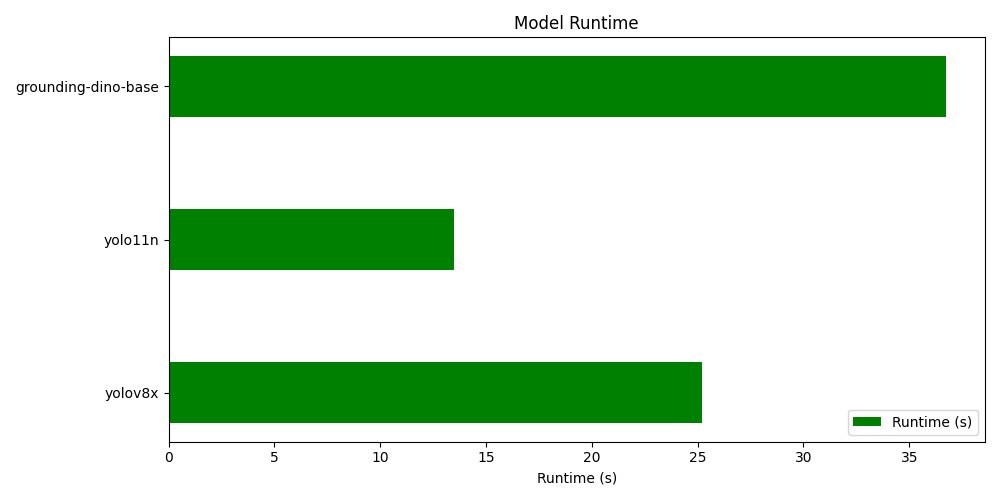 Model Runtime
grounding-dino-base
yolo11n
yolov8x
0 5 10 15 20 25 30 35
Runtime (s)
Runtime (s)